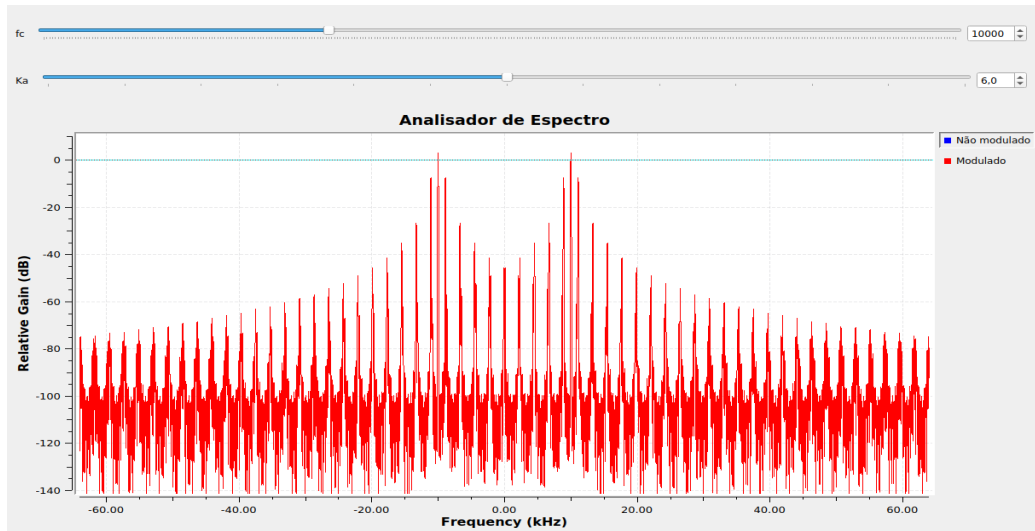 fc
10000
Ka
6,0
Analisador de Espectro
Não modulado
Modulado
Relative Gain (dB)
0
-20
-40
-60
-80
-100
-120
-140
-60.00
-40.00
-20.00
0.00
20.00
40.00
60.00
Frequency (kHz)